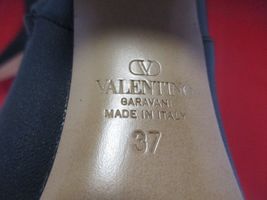 V
VALENTINO
GARAVANI
MADE IN ITALY
37